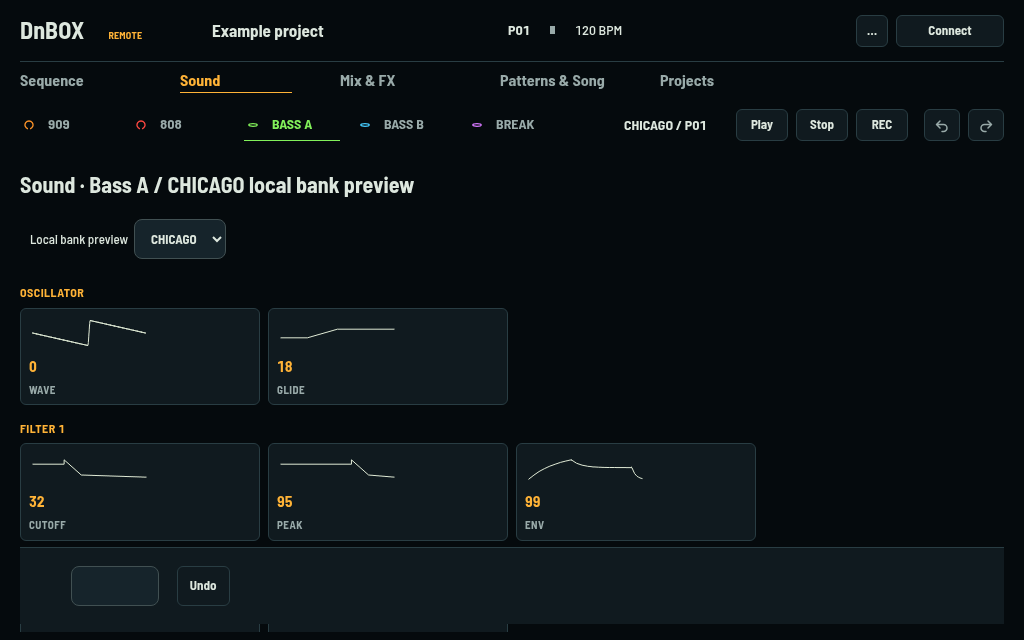 DnBOX REMOTE Example project P01 120 BPM ... Connect
Sequence Sound Mix & FX Patterns & Song Projects
909 808 BASS A BASS B BREAK CHICAGO / P01 Play Stop REC
Sound · Bass A / CHICAGO local bank preview
Local bank preview CHICAGO
OSCILLATOR
0 18
WAVE GLIDE
FILTER 1
32 95 99
CUTOFF PEAK ENV
Undo